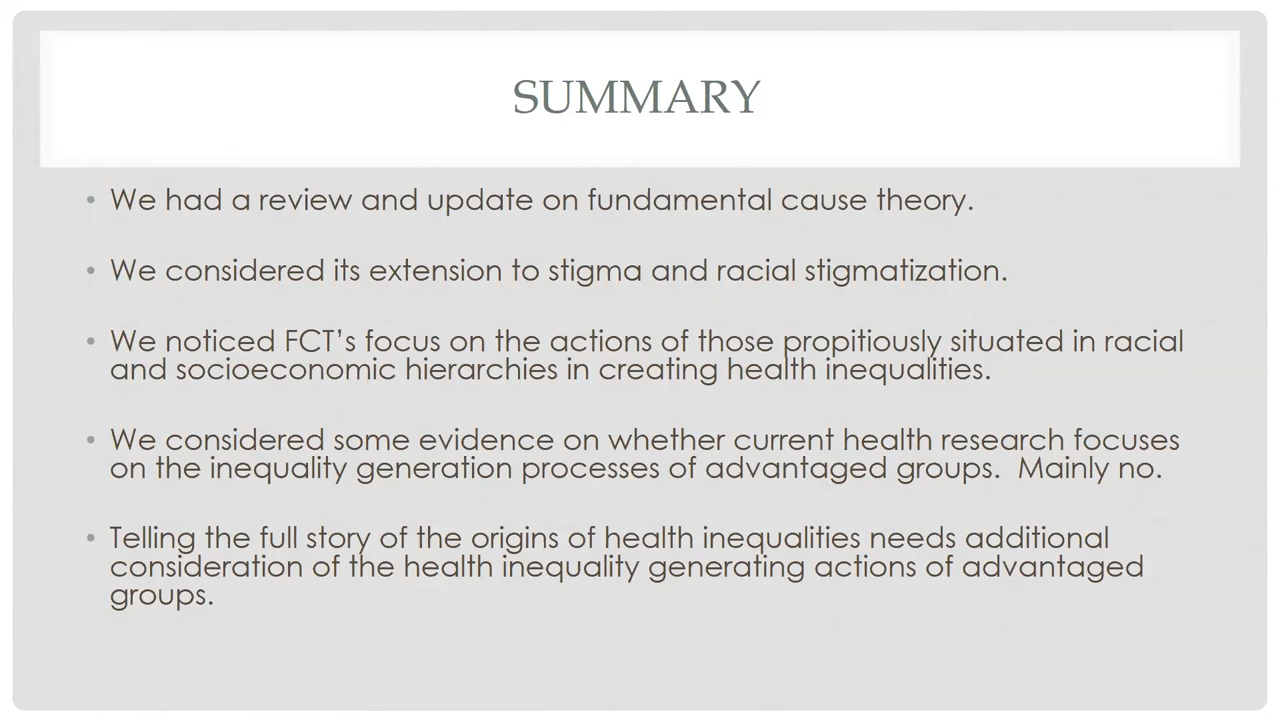 SUMMARY
• We had a review and update on fundamental cause theory.
• We considered its extension to stigma and racial stigmatization.
• We noticed FCT’s focus on the actions of those propitiously situated in racial
and socioeconomic hierarchies in creating health inequalities.
• We considered some evidence on whether current health research focuses
on the inequality generation processes of advantaged groups.  Mainly no.
• Telling the full story of the origins of health inequalities needs additional
consideration of the health inequality generating actions of advantaged
groups.